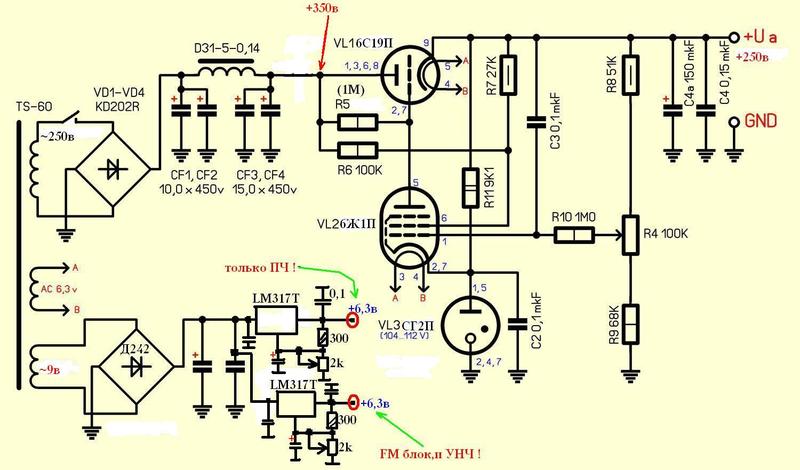 +350в
TS-60
VD1-VD4
KD202R
~250в
D31-5-0,14
CF1, CF2
10,0 x 450v
CF3, CF4
15,0 x 450v
VL1 6С19П
1, 3, 6, 8
9
5
4
2, 7
A
B
(1M)
R5
R6 100K
R7 27K
C3 0,1mkF
R8 51K
C4a 150 mkF
C4 0,15 mkF
+U a
+250в
GND
R11 9K1
R10 1M0
R4 100K
R9 68K
VL2 6Ж1П
5
6
1
3
4
2, 7
A
B
VL3 СГ2П
(104...112 V)
1, 5
2, 4, 7
C2 0,1mkF
A
AC 6,3 v
B
только ПЧ !
LM317T
0,1
+6,3в
300
2k
Д242
~9в
LM317T
+6,3в
300
2k
FM блок,и УНЧ !